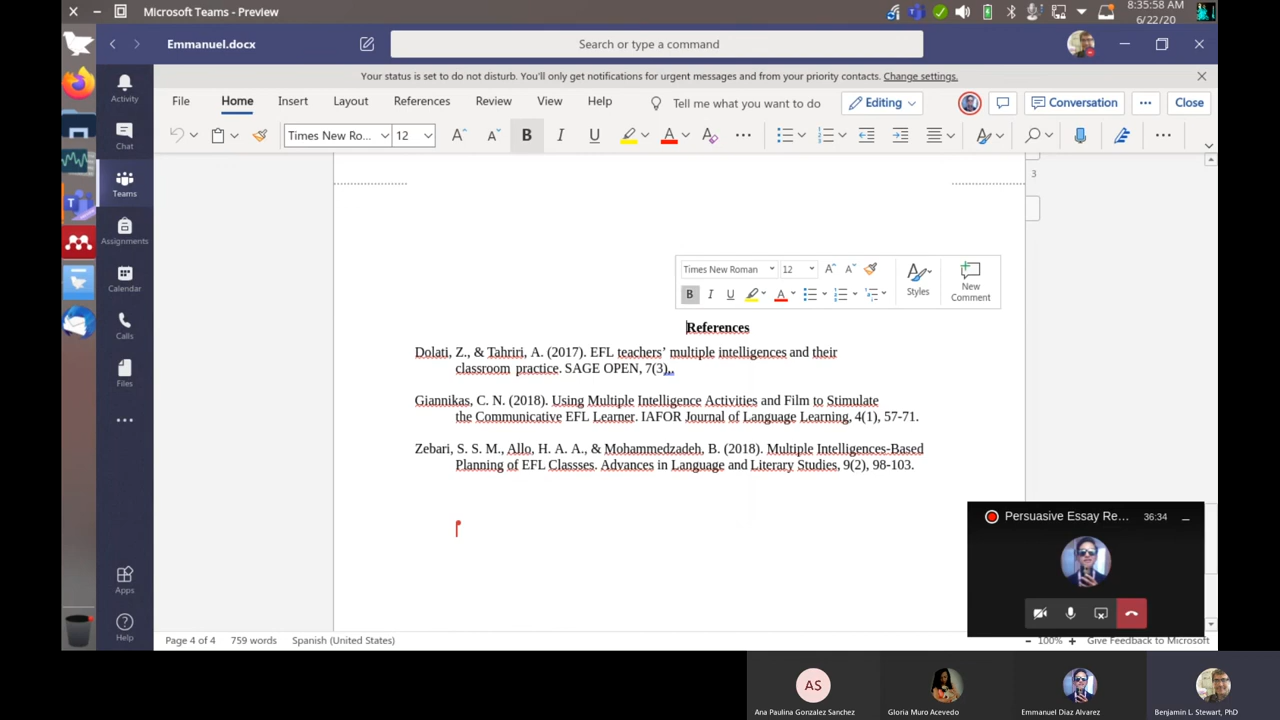 Microsoft Teams - Preview
8:35:58 AM
6/22/20
Emmanuel.docx
Search or type a command
Your status is set to do not disturb. You'll only get notifications for urgent messages and from your priority contacts. Change settings.
Activity
Chat
Teams
Assignments
Calendar
Calls
Files
Apps
Help
File Home Insert Layout References Review View Help Tell me what you want to do Editing Conversation Close
Times New Ro... 12
3
Times New Roman 12
Styles
New Comment
References
Dolati, Z., & Tahriri, A. (2017). EFL teachers’ multiple intelligences and their
classroom practice. SAGE OPEN, 7(3),.
Giannikas, C. N. (2018). Using Multiple Intelligence Activities and Film to Stimulate
the Communicative EFL Learner. IAFOR Journal of Language Learning, 4(1), 57-71.
Zebari, S. S. M., Allo, H. A. A., & Mohammedzadeh, B. (2018). Multiple Intelligences-Based
Planning of EFL Classses. Advances in Language and Literary Studies, 9(2), 98-103.
Persuasive Essay Re... 36:34
Page 4 of 4 759 words Spanish (United States)
100% Give Feedback to Microsoft
AS
Ana Paulina Gonzalez Sanchez
Gloria Muro Acevedo
Emmanuel Diaz Alvarez
Benjamin L. Stewart, PhD